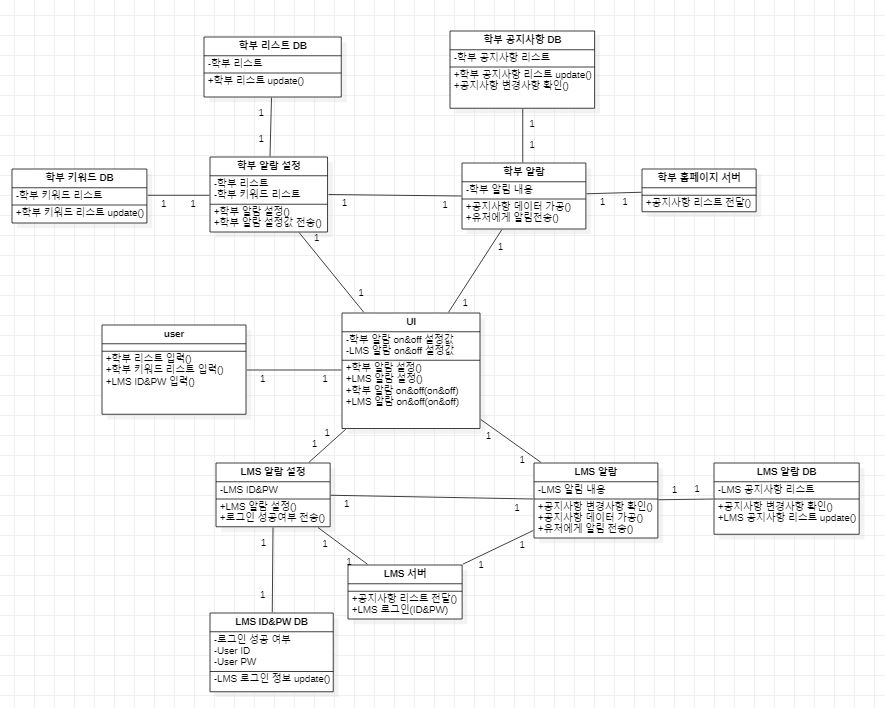 학부 리스트 DB
-학부 리스트
+학부 리스트 update()
학부 공지사항 DB
-학부 공지사항 리스트
+학부 공지사항 리스트 update()
+공지사항 변경사항 확인()
1
1
1
1
학부 키워드 DB
-학부 키워드 리스트
+학부 키워드 리스트 update()
1
1
학부 알람 설정
-학부 리스트
-학부 키워드 리스트
+학부 알람 설정()
+학부 알람 설정값 전송()
1
1
학부 알람
-학부 알림 내용
+공지사항 데이터 가공()
+유저에게 알림전송()
1
1
학부 홈페이지 서버
+공지사항 리스트 전달()
1
1
1
1
UI
-학부 알람 on&off 설정값
-LMS 알람 on&off 설정값
+학부 알람 설정()
+LMS 알람 설정()
+학부 알람 on&off(on&off)
+LMS 알람 on&off(on&off)
user
+학부 리스트 입력()
+학부 키워드 리스트 입력()
+LMS ID&PW 입력()
1
1
1
1
1
1
LMS 알람 설정
-LMS ID&PW
+LMS 알람 설정()
+로그인 성공여부 전송()
1
1
LMS 알람
-LMS 알림 내용
+공지사항 변경사항 확인()
+공지사항 데이터 가공()
+유저에게 알림 전송()
1
1
LMS 알람 DB
-LMS 공지사항 리스트
+공지사항 변경사항 확인()
+LMS 공지사항 리스트 update()
1
1
1
1
1
1
LMS 서버
+공지사항 리스트 전달()
+LMS 로그인(ID&PW)
LMS ID&PW DB
-로그인 성공 여부
-User ID
-User PW
-LMS 로그인 정보 update()